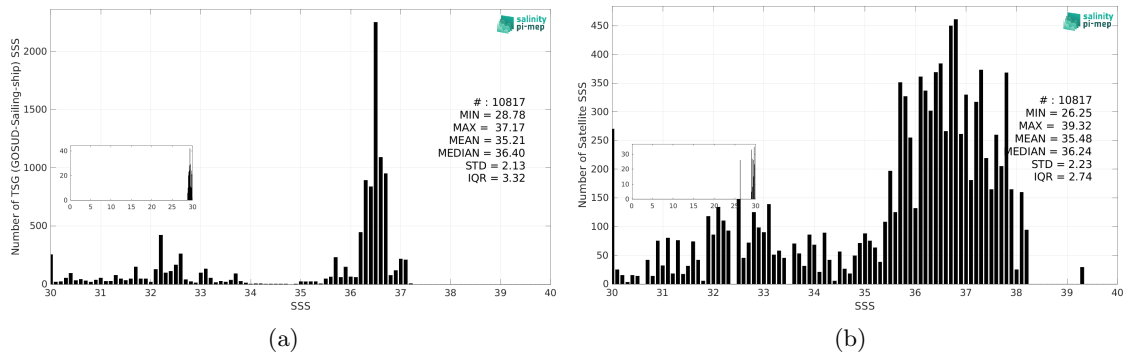 salinity
pi-mep
Number of TSG (GOSUD-Sailing-ship) SSS
2000
1500
1000
500
0
# : 10817
MIN = 28.78
MAX = 37.17
MEAN = 35.21
MEDIAN = 36.40
STD = 2.13
IQR = 3.32
40
20
0
0 5 10 15 20 25 30
30 31 32 33 34 35 36 37 38 39 40
SSS
(a)
salinity
pi-mep
Number of Satellite SSS
450
400
350
300
250
200
150
100
50
0
# : 10817
MIN = 26.25
MAX = 39.32
MEAN = 35.48
MEDIAN = 36.24
STD = 2.23
IQR = 2.74
30
20
10
0
0 5 10 15 20 25 30
30 31 32 33 34 35 36 37 38 39 40
SSS
(b)